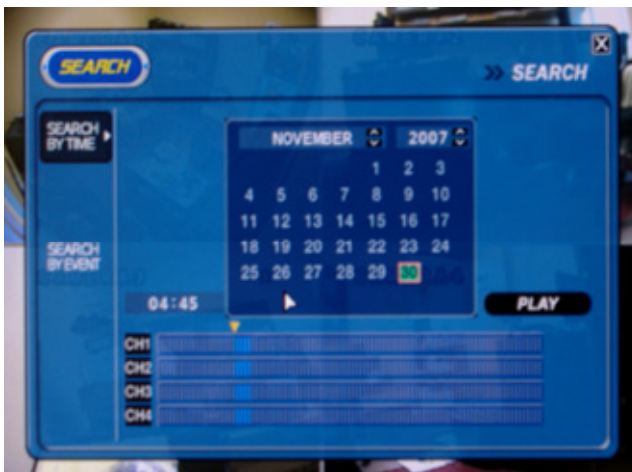 SEARCH
>> SEARCH
SEARCH
BY TIME
NOVEMBER 2007
1 2 3
4 5 6 7 8 9 10
11 12 13 14 15 16 17
18 19 20 21 22 23 24
25 26 27 28 29 30
SEARCH
BY EVENT
04:45
PLAY
CH1
CH2
CH3
CH4